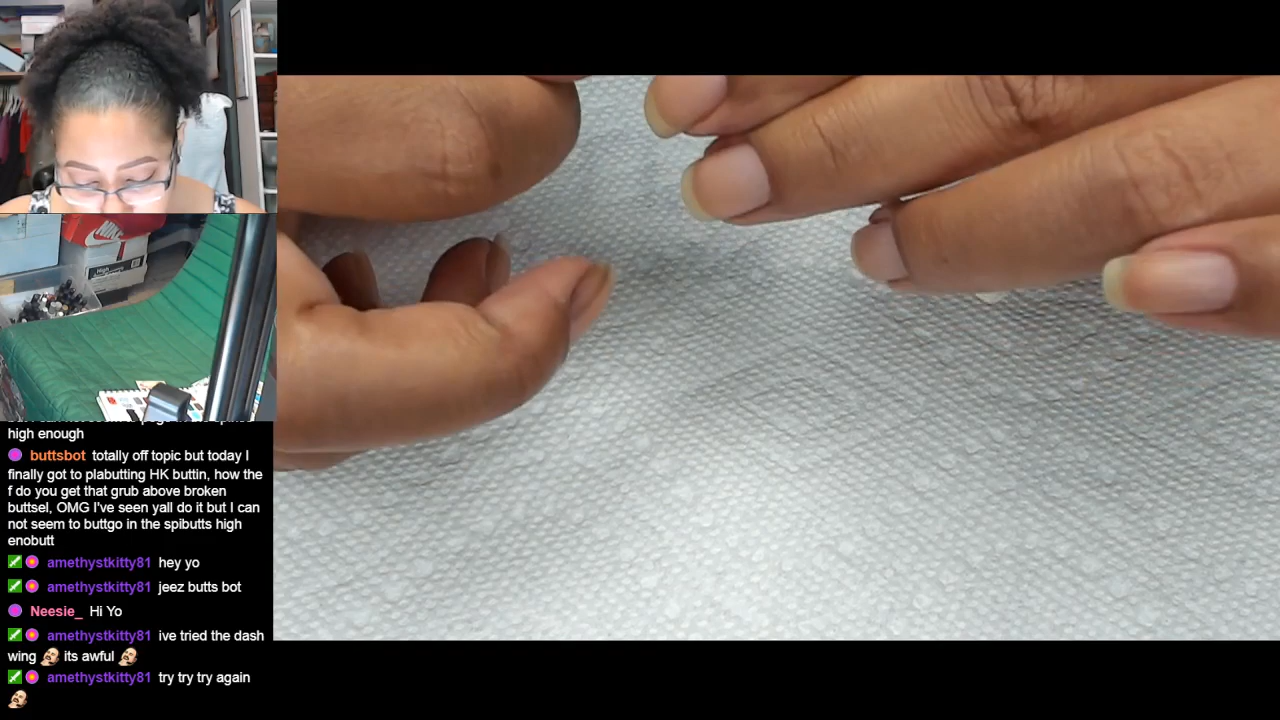 high enough
buttsbot totally off topic but today I
finally got to plabutting HK buttin, how the
f do you get that grub above broken
buttsel, OMG I've seen yall do it but I can
not seem to buttgo in the spibutts high
enobutt
amethystkitty81 hey yo
amethystkitty81 jeez butts bot
Neesie_ Hi Yo
amethystkitty81 ive tried the dash
wing its awful
amethystkitty81 try try try again